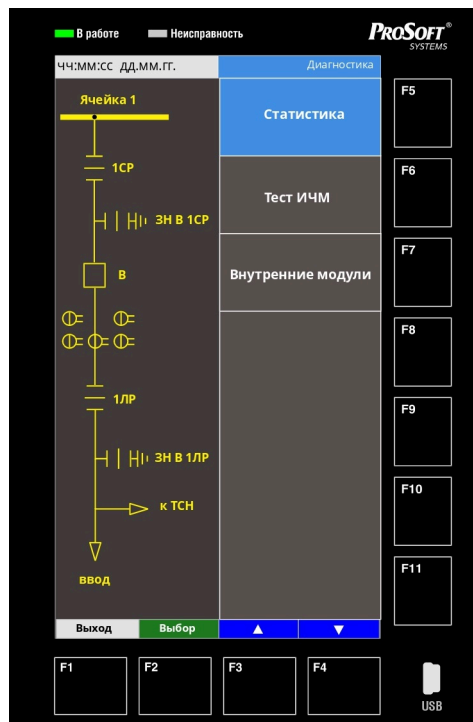 В работе
Неисправность
PROSOFT®
SYSTEMS
чч:мм:сс дд.мм.гг.
Диагностика
Ячейка 1
Статистика
1СР
Тест ИЧМ
ЗН В 1СР
Внутренние модули
В
1ЛР
ЗН В 1ЛР
к ТСН
ввод
Выход
Выбор
F5
F6
F7
F8
F9
F10
F11
F1
F2
F3
F4
USB